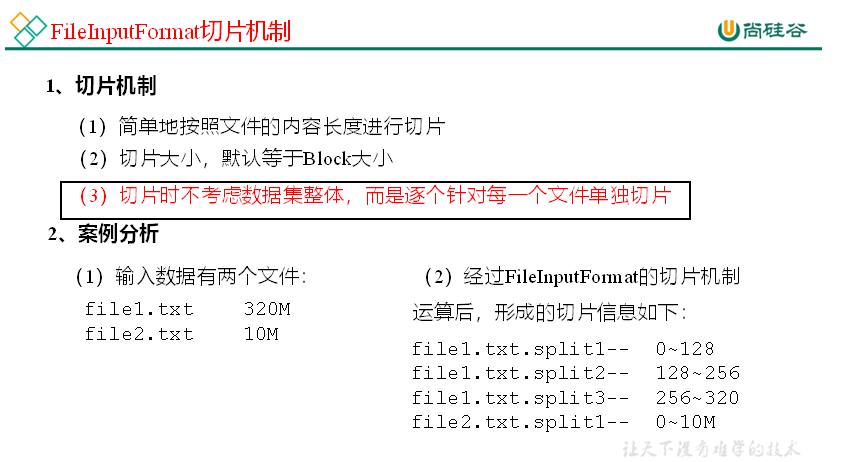 FileInputFormat切片机制
尚硅谷
1、切片机制
（1）简单地按照文件的内容长度进行切片
（2）切片大小，默认等于Block大小
（3）切片时不考虑数据集整体，而是逐个针对每一个文件单独切片
2、案例分析
（1）输入数据有两个文件：
file1.txt 320M
file2.txt 10M
（2）经过FileInputFormat的切片机制
运算后，形成的切片信息如下：
file1.txt.split1-- 0~128
file1.txt.split2-- 128~256
file1.txt.split3-- 256~320
file2.txt.split1-- 0~10M
让天下没有难学的技术